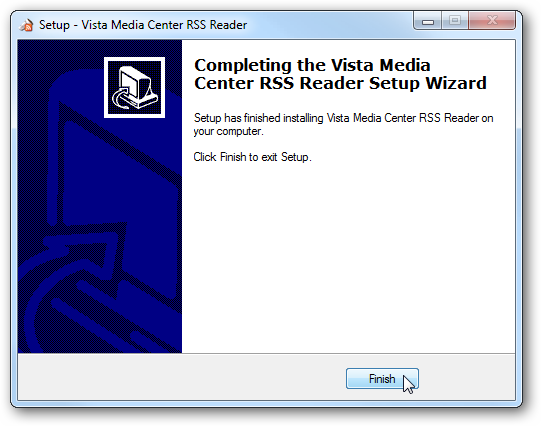 Setup - Vista Media Center RSS Reader
Completing the Vista Media
Center RSS Reader Setup Wizard
Setup has finished installing Vista Media Center RSS Reader on
your computer.
Click Finish to exit Setup.
Finish